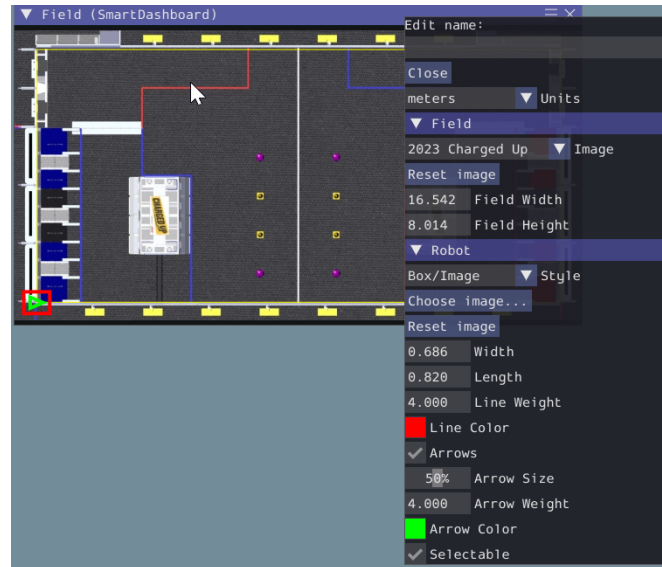 ▼ Field (SmartDashboard)
Edit name:
Close
meters ▼ Units
▼ Field
2023 Charged Up ▼ Image
Reset image
16.542 Field Width
8.014 Field Height
▼ Robot
Box/Image ▼ Style
Choose image...
Reset image
0.686 Width
0.820 Length
4.000 Line Weight
Line Color
Arrows
50% Arrow Size
4.000 Arrow Weight
Arrow Color
Selectable
CHARGED UP